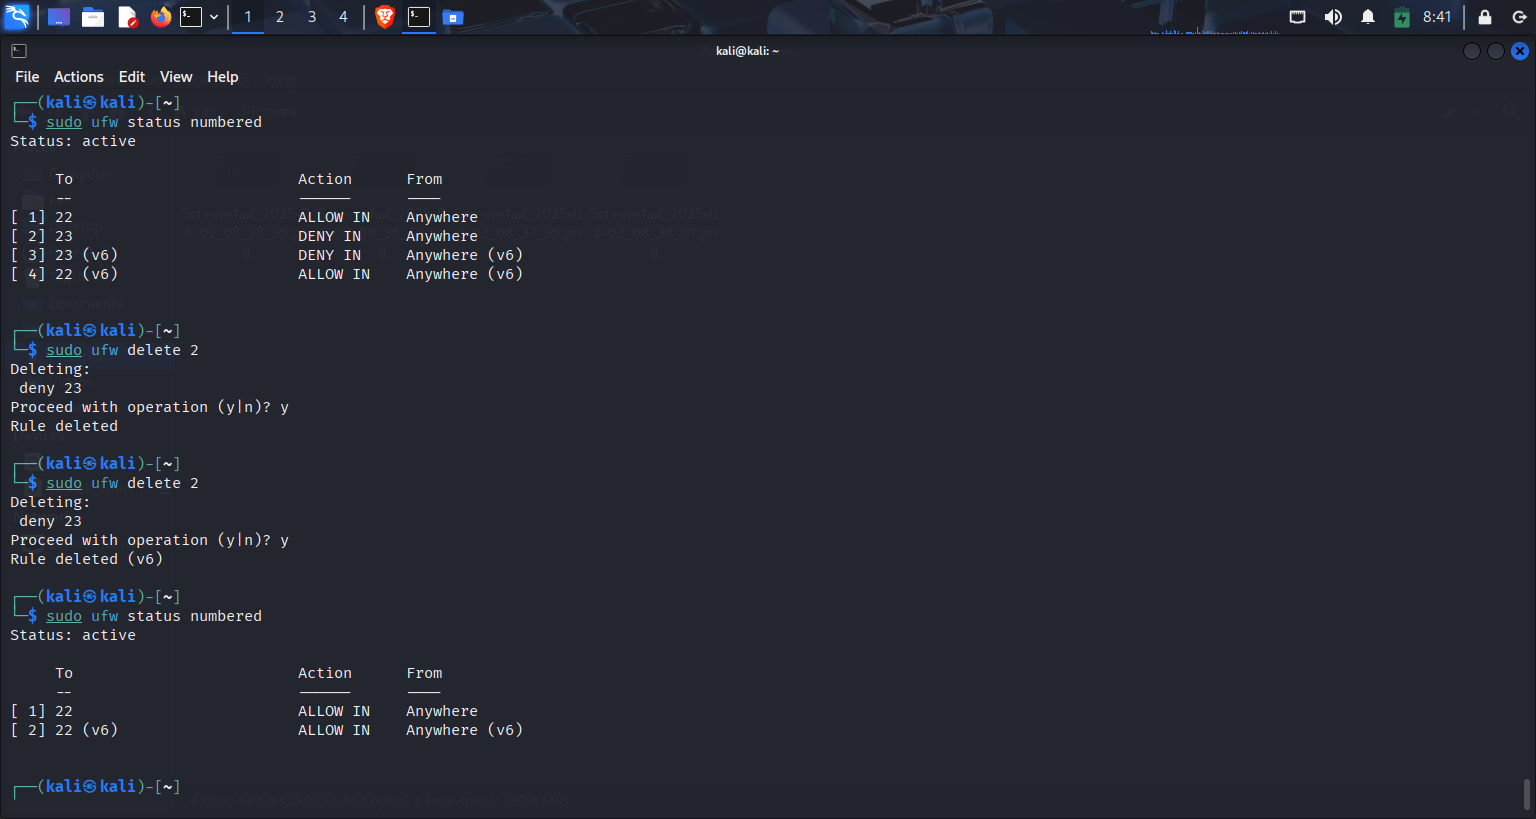 1 2 3 4 8:41
kali@kali: ~
File Actions Edit View Help
┌──(kali㉿kali)-[~]
└─$ sudo ufw status numbered
Status: active
     To                         Action      From
     --                         ------      ----
[ 1] 22                         ALLOW IN    Anywhere
[ 2] 23                         DENY IN     Anywhere
[ 3] 23 (v6)                    DENY IN     Anywhere (v6)
[ 4] 22 (v6)                    ALLOW IN    Anywhere (v6)
┌──(kali㉿kali)-[~]
└─$ sudo ufw delete 2
Deleting:
 deny 23
Proceed with operation (y|n)? y
Rule deleted
┌──(kali㉿kali)-[~]
└─$ sudo ufw delete 2
Deleting:
 deny 23
Proceed with operation (y|n)? y
Rule deleted (v6)
┌──(kali㉿kali)-[~]
└─$ sudo ufw status numbered
Status: active
     To                         Action      From
     --                         ------      ----
[ 1] 22                         ALLOW IN    Anywhere
[ 2] 22 (v6)                    ALLOW IN    Anywhere (v6)
┌──(kali㉿kali)-[~]